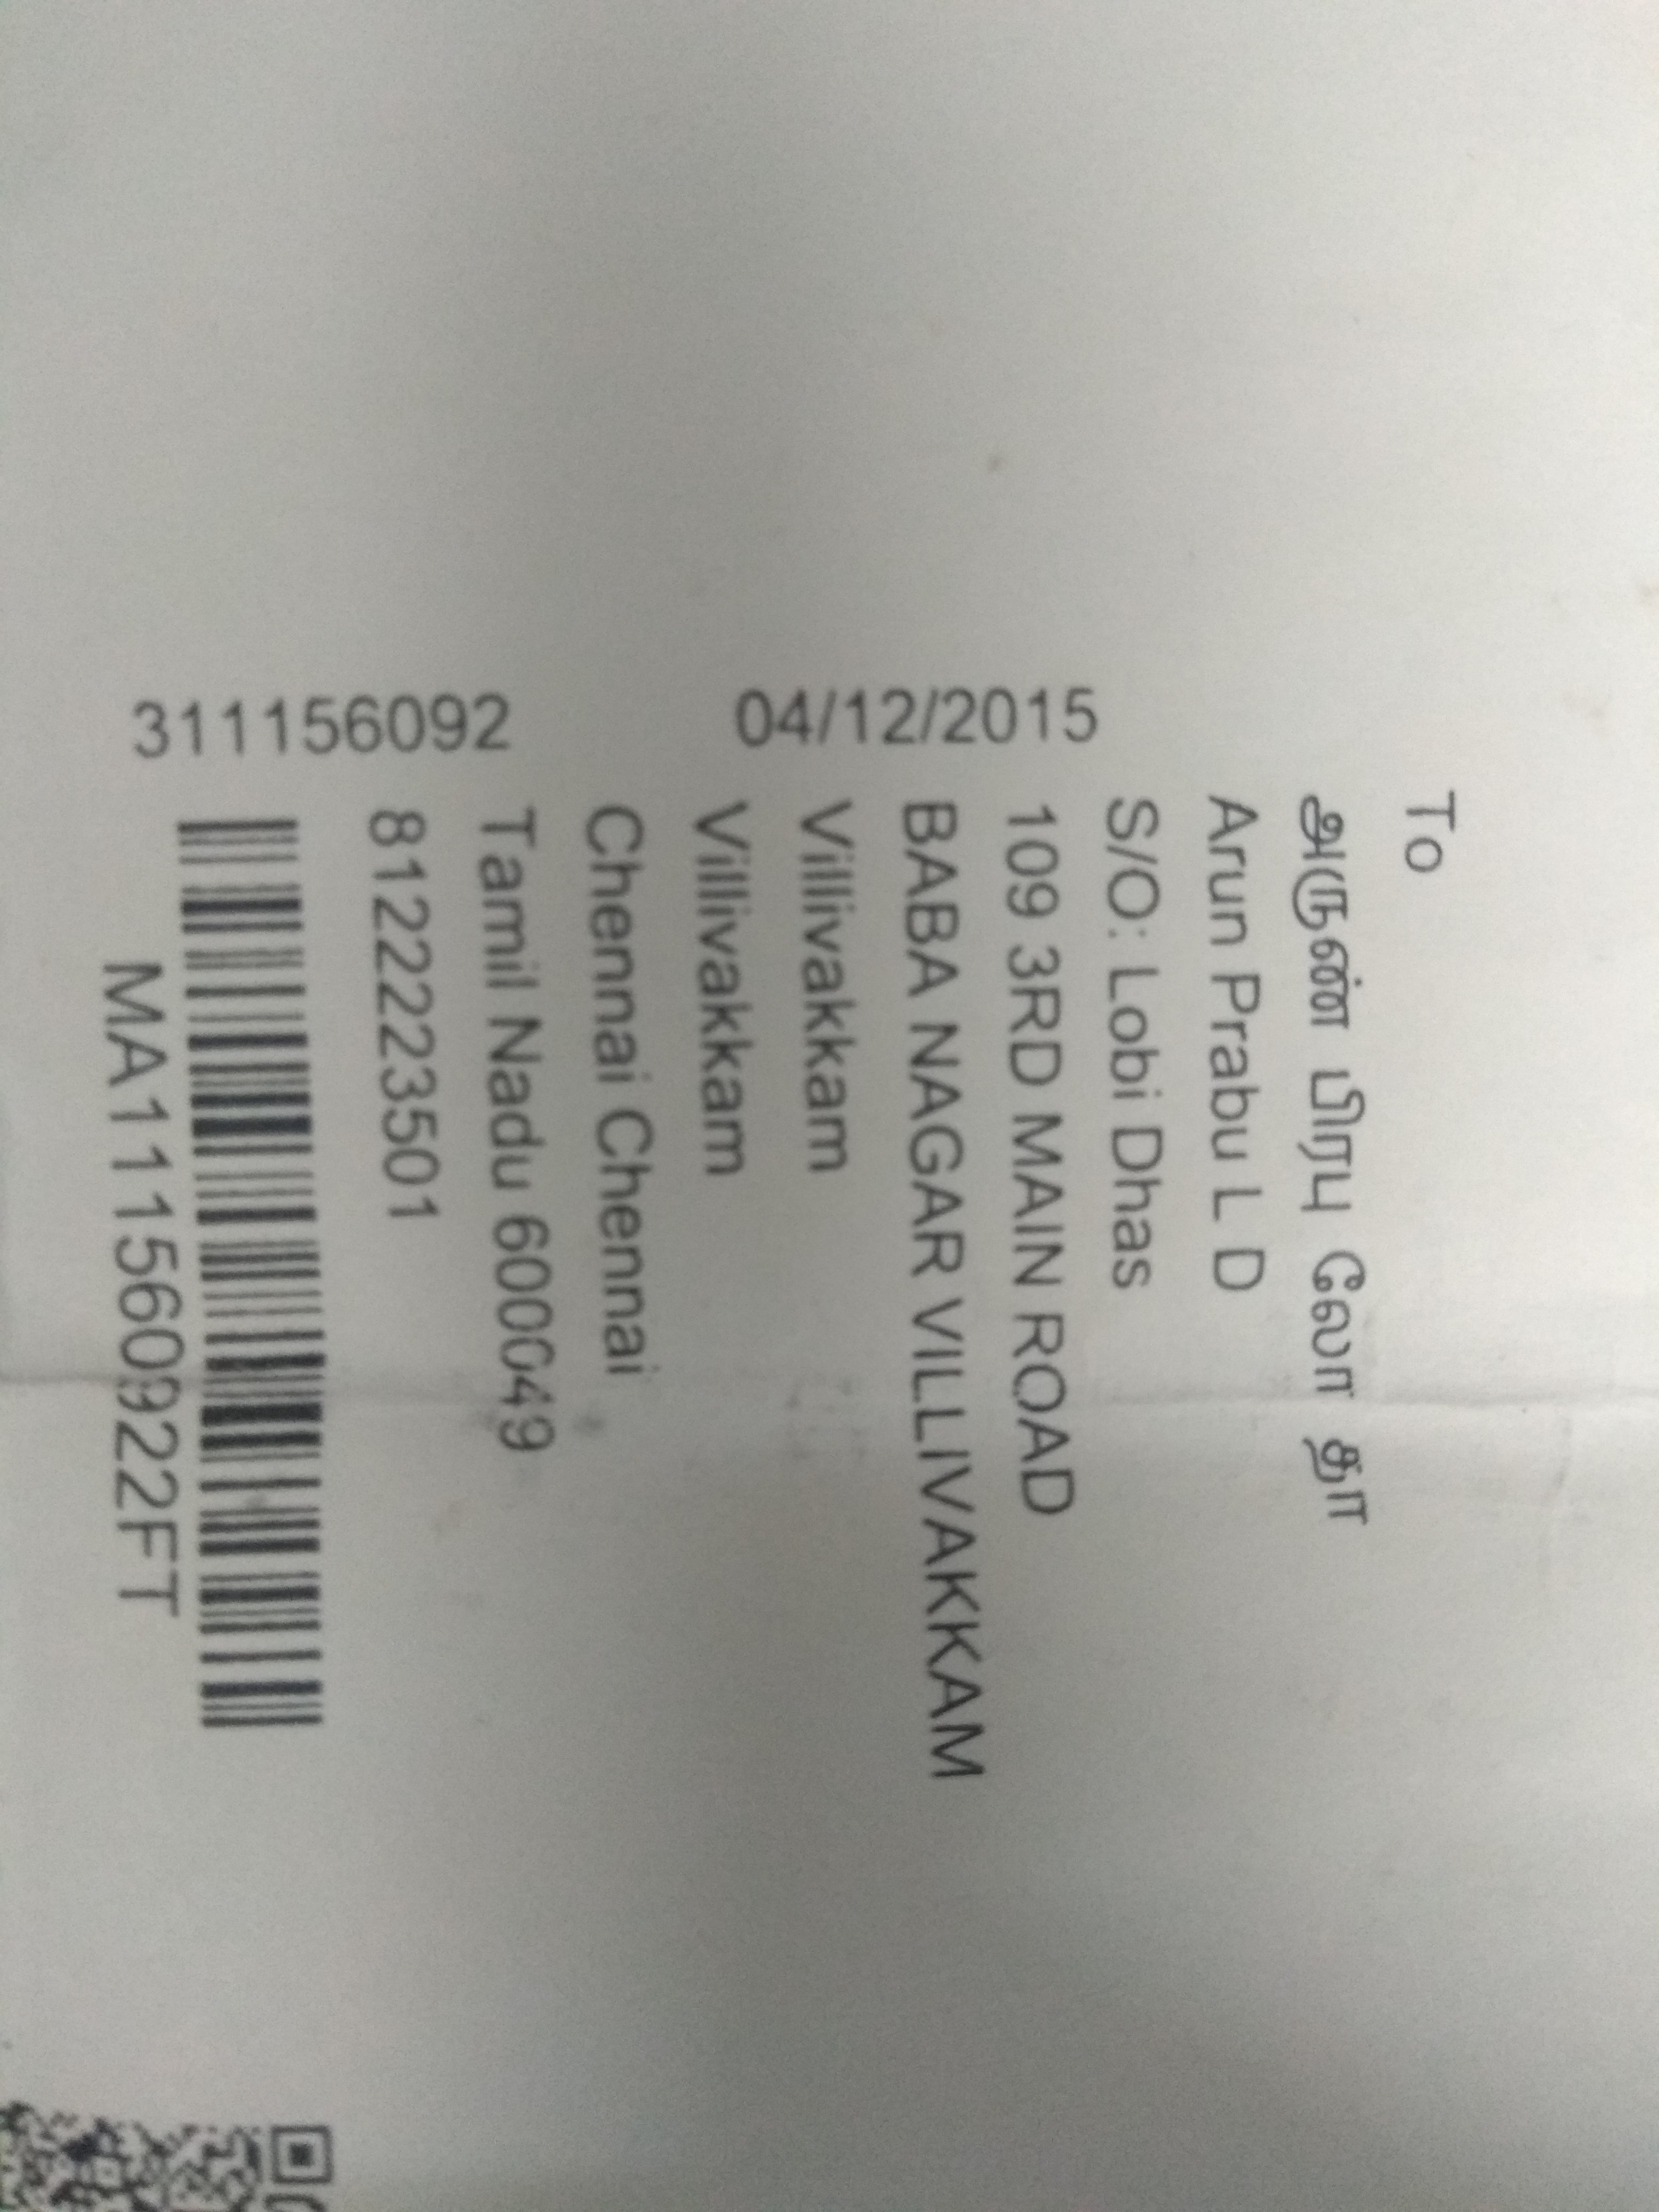 To
அருண் பிரபு லோ தா
Arun Prabu L D
S/O: Lobi Dhas
109 3RD MAIN ROAD
BABA NAGAR VILLIVAKKAM
Villivakkam
Villivakkam
Chennai Chennai
Tamil Nadu 600049
8122223501
MA111560922FT
04/12/2015
311156092